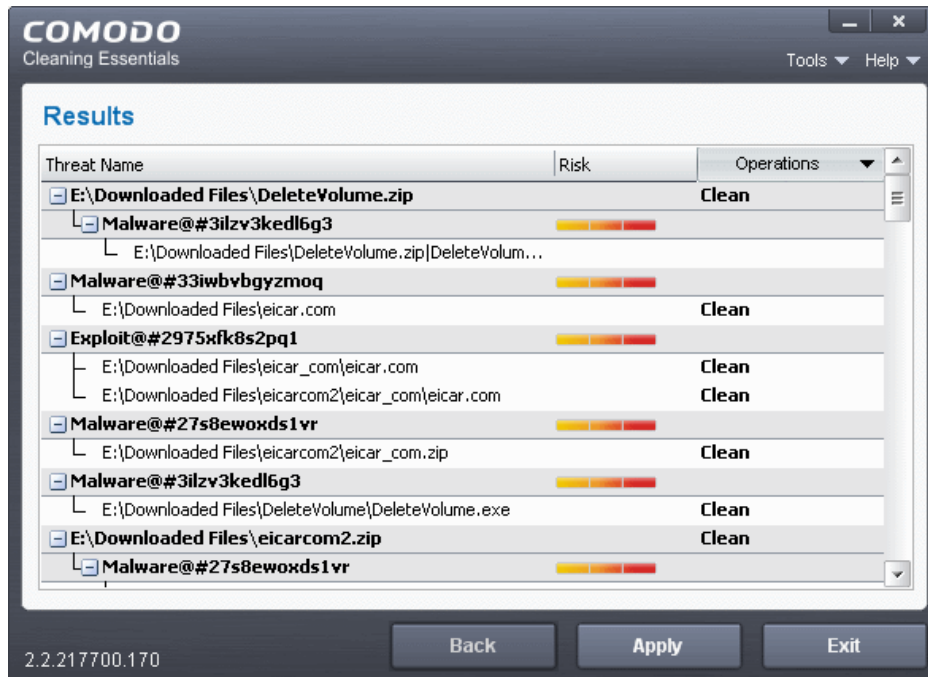 COMODO
Cleaning Essentials
Tools Help
Results
Threat Name Risk Operations
E:\Downloaded Files\DeleteVolume.zip Clean
Malware@#3ilzv3kedl6g3
E:\Downloaded Files\DeleteVolume.zip|DeleteVolum...
Malware@#33iwbvbgyzmoq
E:\Downloaded Files\eicar.com Clean
Exploit@#2975xfk8s2pq1
E:\Downloaded Files\eicar_com\eicar.com Clean
E:\Downloaded Files\eicarcom2\eicar_com\eicar.com Clean
Malware@#27s8ewoxds1vr
E:\Downloaded Files\eicarcom2\eicar_com.zip Clean
Malware@#3ilzv3kedl6g3
E:\Downloaded Files\DeleteVolume\DeleteVolume.exe Clean
E:\Downloaded Files\eicarcom2.zip Clean
Malware@#27s8ewoxds1vr
2.2.217700.170 Back Apply Exit